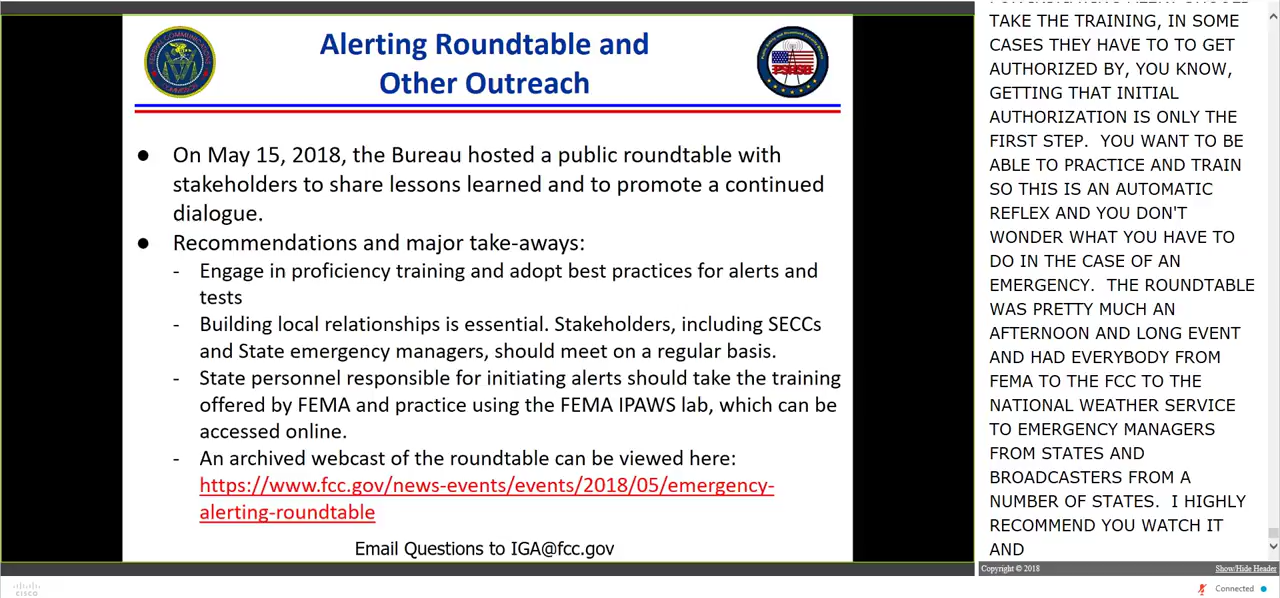 Alerting Roundtable and
Other Outreach
● On May 15, 2018, the Bureau hosted a public roundtable with
stakeholders to share lessons learned and to promote a continued
dialogue.
● Recommendations and major take-aways:
- Engage in proficiency training and adopt best practices for alerts and
tests
- Building local relationships is essential. Stakeholders, including SECCs
and State emergency managers, should meet on a regular basis.
- State personnel responsible for initiating alerts should take the training
offered by FEMA and practice using the FEMA IPAWS lab, which can be
accessed online.
- An archived webcast of the roundtable can be viewed here:
https://www.fcc.gov/news-events/events/2018/05/emergency-
alerting-roundtable
Email Questions to IGA@fcc.gov
TAKE THE TRAINING, IN SOME
CASES THEY HAVE TO TO GET
AUTHORIZED BY, YOU KNOW,
GETTING THAT INITIAL
AUTHORIZATION IS ONLY THE
FIRST STEP. YOU WANT TO BE
ABLE TO PRACTICE AND TRAIN
SO THIS IS AN AUTOMATIC
REFLEX AND YOU DON'T
WONDER WHAT YOU HAVE TO
DO IN THE CASE OF AN
EMERGENCY. THE ROUNDTABLE
WAS PRETTY MUCH AN
AFTERNOON AND LONG EVENT
AND HAD EVERYBODY FROM
FEMA TO THE FCC TO THE
NATIONAL WEATHER SERVICE
TO EMERGENCY MANAGERS
FROM STATES AND
BROADCASTERS FROM A
NUMBER OF STATES. I HIGHLY
RECOMMEND YOU WATCH IT
AND
Copyright © 2018
Show/Hide Header
cisco
Connected